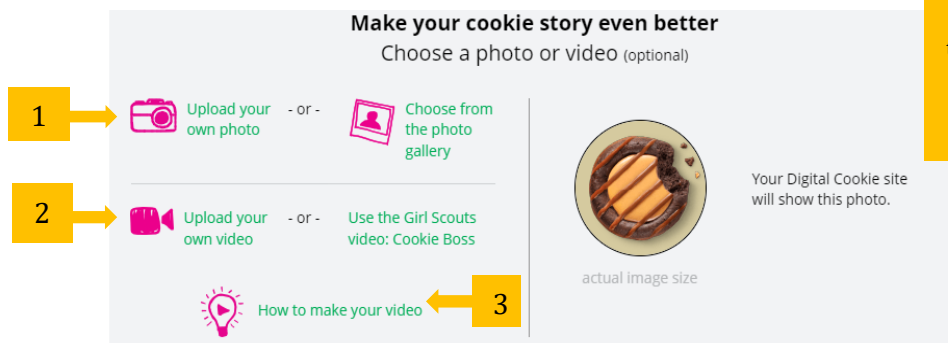 Make your cookie story even better
Choose a photo or video (optional)
1
Upload your
own photo
- or -
Choose from
the photo
gallery
2
Upload your
own video
- or -
Use the Girl Scouts
video: Cookie Boss
How to make your video
3
Your Digital Cookie site
will show this photo.
actual image size